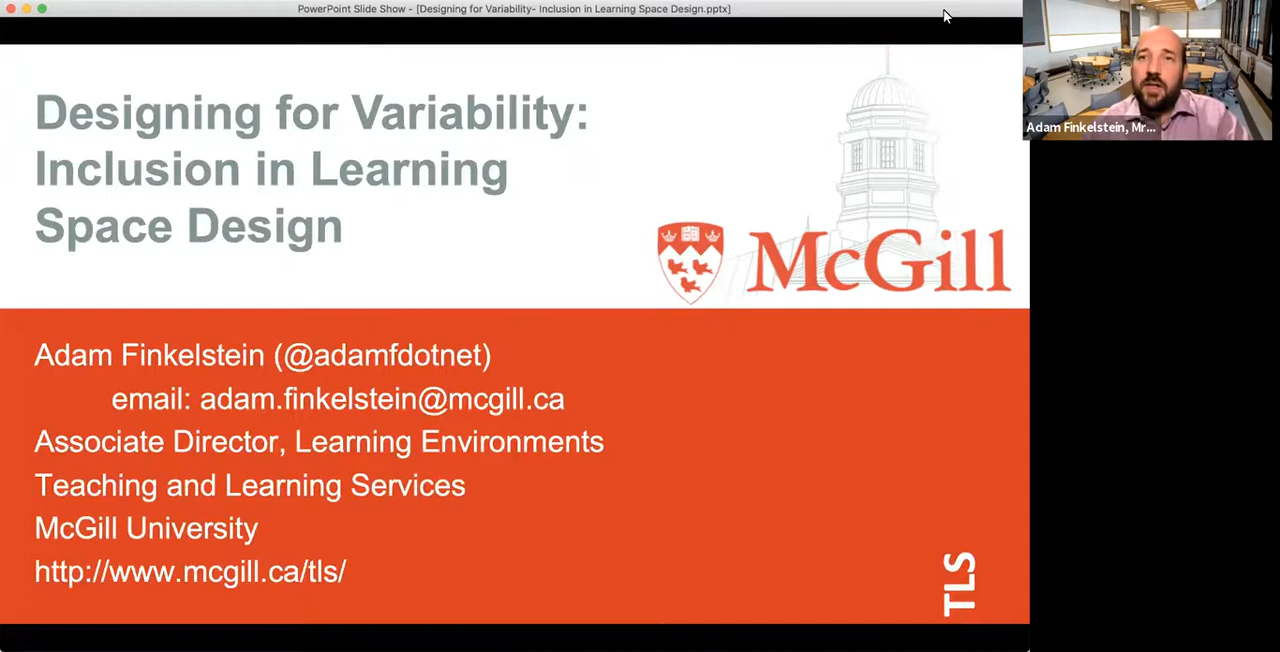 PowerPoint Slide Show - [Designing for Variability- Inclusion in Learning Space Design.pptx]
Designing for Variability:
Inclusion in Learning
Space Design
McGill
Adam Finkelstein, Mr...
Adam Finkelstein (@adamfdotnet)
email: adam.finkelstein@mcgill.ca
Associate Director, Learning Environments
Teaching and Learning Services
McGill University
http://www.mcgill.ca/tls/
TLS